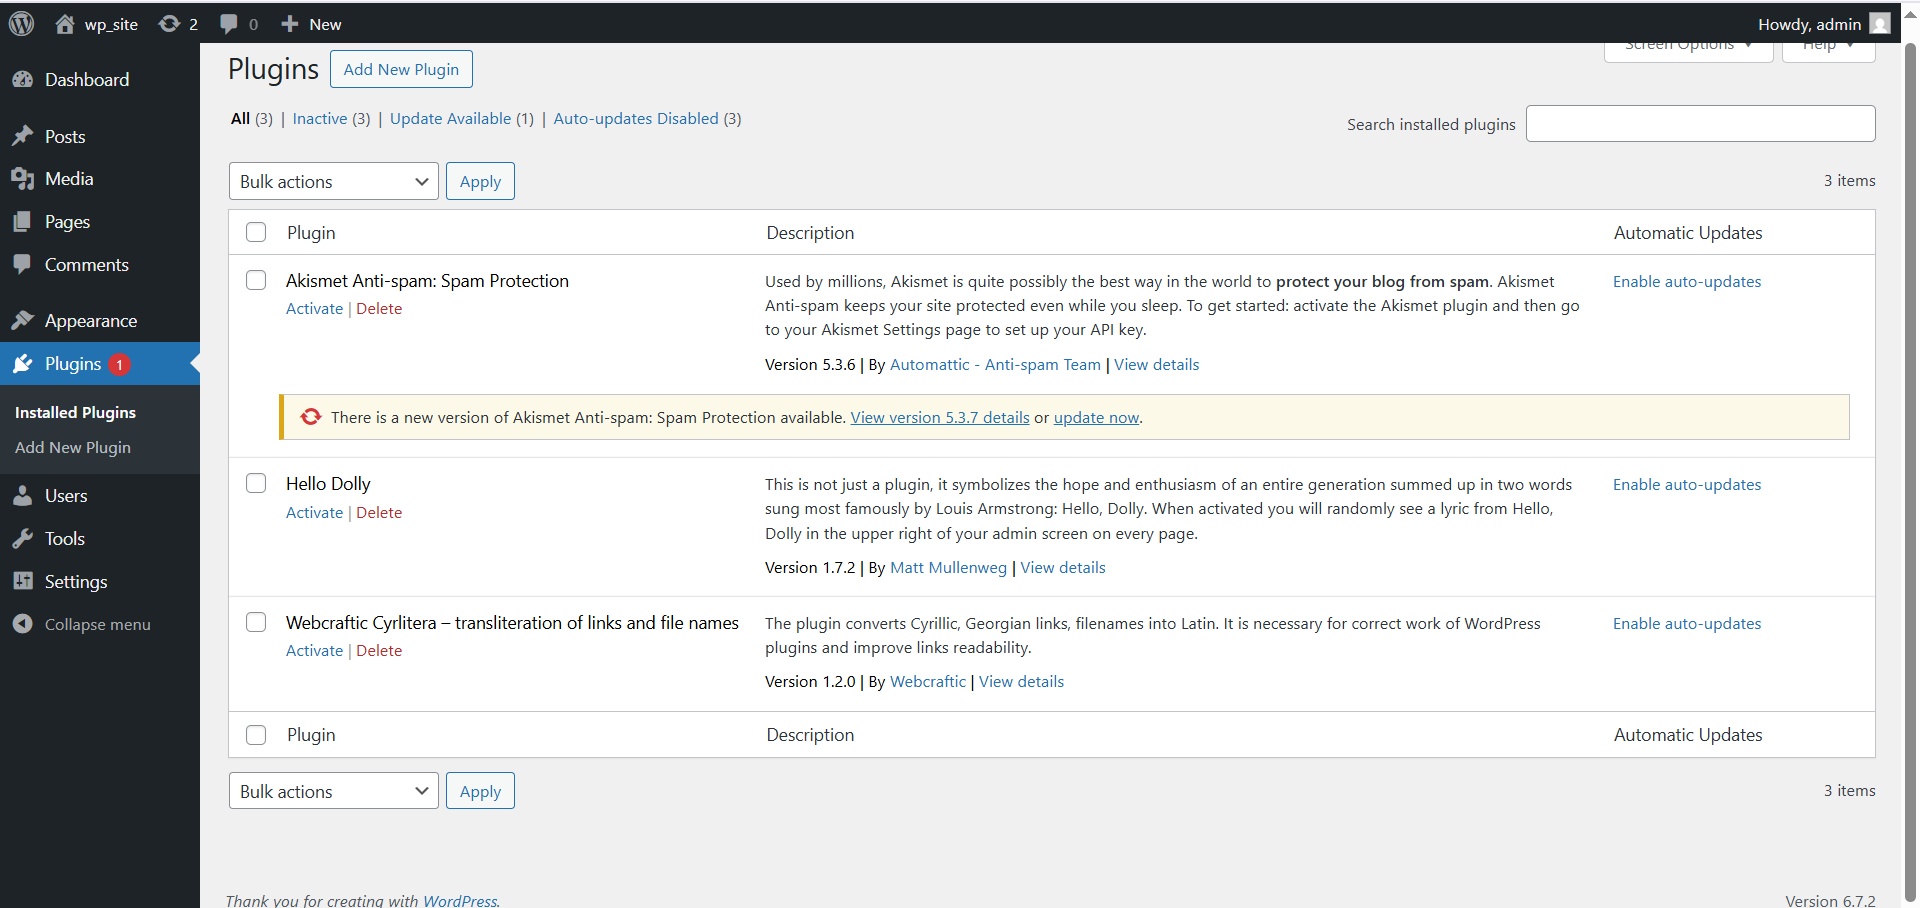 wp_site 2 0 New Howdy, admin
Screen Options Help
Dashboard
Posts
Media
Pages
Comments
Appearance
Plugins 1
Installed Plugins
Add New Plugin
Users
Tools
Settings
Collapse menu
Plugins Add New Plugin
All (3) | Inactive (3) | Update Available (1) | Auto-updates Disabled (3)
Search installed plugins
Bulk actions Apply 3 items
Plugin Description Automatic Updates
Akismet Anti-spam: Spam Protection
Activate | Delete
Used by millions, Akismet is quite possibly the best way in the world to protect your blog from spam. Akismet
Anti-spam keeps your site protected even while you sleep. To get started: activate the Akismet plugin and then go
to your Akismet Settings page to set up your API key.
Version 5.3.6 | By Automattic - Anti-spam Team | View details
Enable auto-updates
There is a new version of Akismet Anti-spam: Spam Protection available. View version 5.3.7 details or update now.
Hello Dolly
Activate | Delete
This is not just a plugin, it symbolizes the hope and enthusiasm of an entire generation summed up in two words
sung most famously by Louis Armstrong: Hello, Dolly. When activated you will randomly see a lyric from Hello,
Dolly in the upper right of your admin screen on every page.
Version 1.7.2 | By Matt Mullenweg | View details
Enable auto-updates
Webcraftic Cyrlitera – transliteration of links and file names
Activate | Delete
The plugin converts Cyrillic, Georgian links, filenames into Latin. It is necessary for correct work of WordPress
plugins and improve links readability.
Version 1.2.0 | By Webcraftic | View details
Enable auto-updates
Plugin Description Automatic Updates
Bulk actions Apply 3 items
Thank you for creating with WordPress. Version 6.7.2